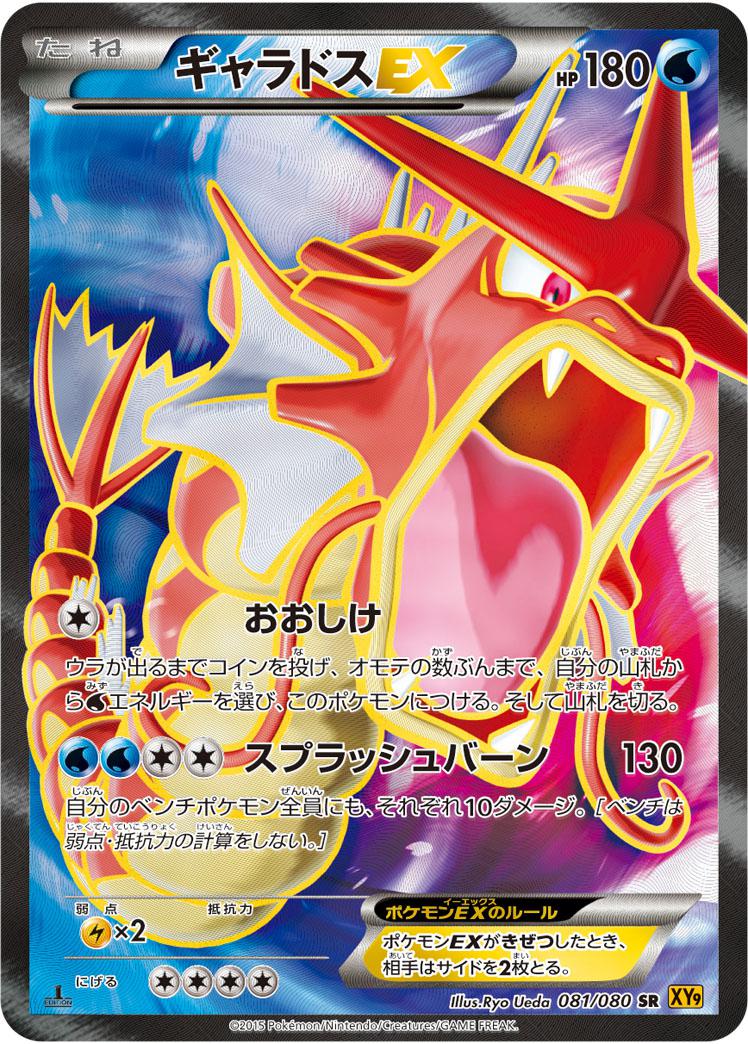 たね ギャラドスEX HP180
おおしけ
ウラが出るまでコインを投げ、オモテの数ぶんまで、自分の山札か
ら エネルギーを選び、このポケモンにつける。そして山札を切る。
スプラッシュバーン 130
自分のベンチポケモン全員にも、それぞれ10ダメージ。[ベンチは
弱点・抵抗力の計算をしない。]
弱点 抵抗力
×2
にげる
イーエックス
ポケモンEXのルール
ポケモンEXがきぜつしたとき、
相手はサイドを2枚とる。
1 EDITION
Illus.Ryo Ueda 081/080 SR XY9
©2015 Pokémon/Nintendo/Creatures/GAME FREAK.